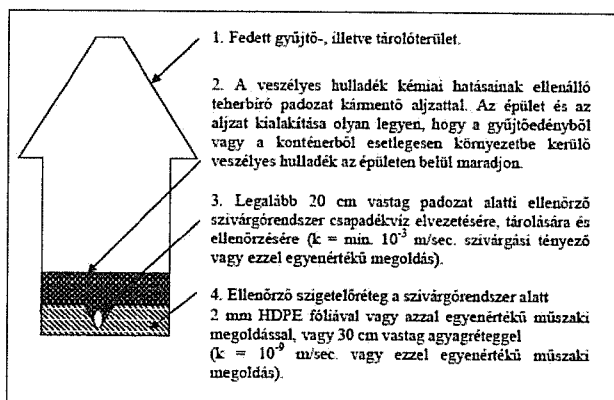 1. Fedett gyűjtő-, illetve tárolóterület.
2. A veszélyes hulladék kémiai hatásainak ellenálló
teherbíró padozat kármentő aljzattal. Az épület és az
aljzat kialakítása olyan legyen, hogy a gyűjtőedényből
vagy a konténerből esetlegesen környezetbe kerülő
veszélyes hulladék az épületen belül maradjon.
3. Legalább 20 cm vastag padozat alatti ellenőrző
szivárgórendszer csapadékvíz elvezetésére, tárolására és
ellenőrzésére (k = min. 10⁻³ m/sec. szivárgási tényező
vagy ezzel egyenértékű megoldás).
4. Ellenőrző szigetelőréteg a szivárgórendszer alatt
2 mm HDPE fóliával vagy azzal egyenértékű műszaki
megoldással, vagy 30 cm vastag agyagréteggel
(k = 10⁻⁹ m/sec. vagy ezzel egyenértékű műszaki
megoldás).